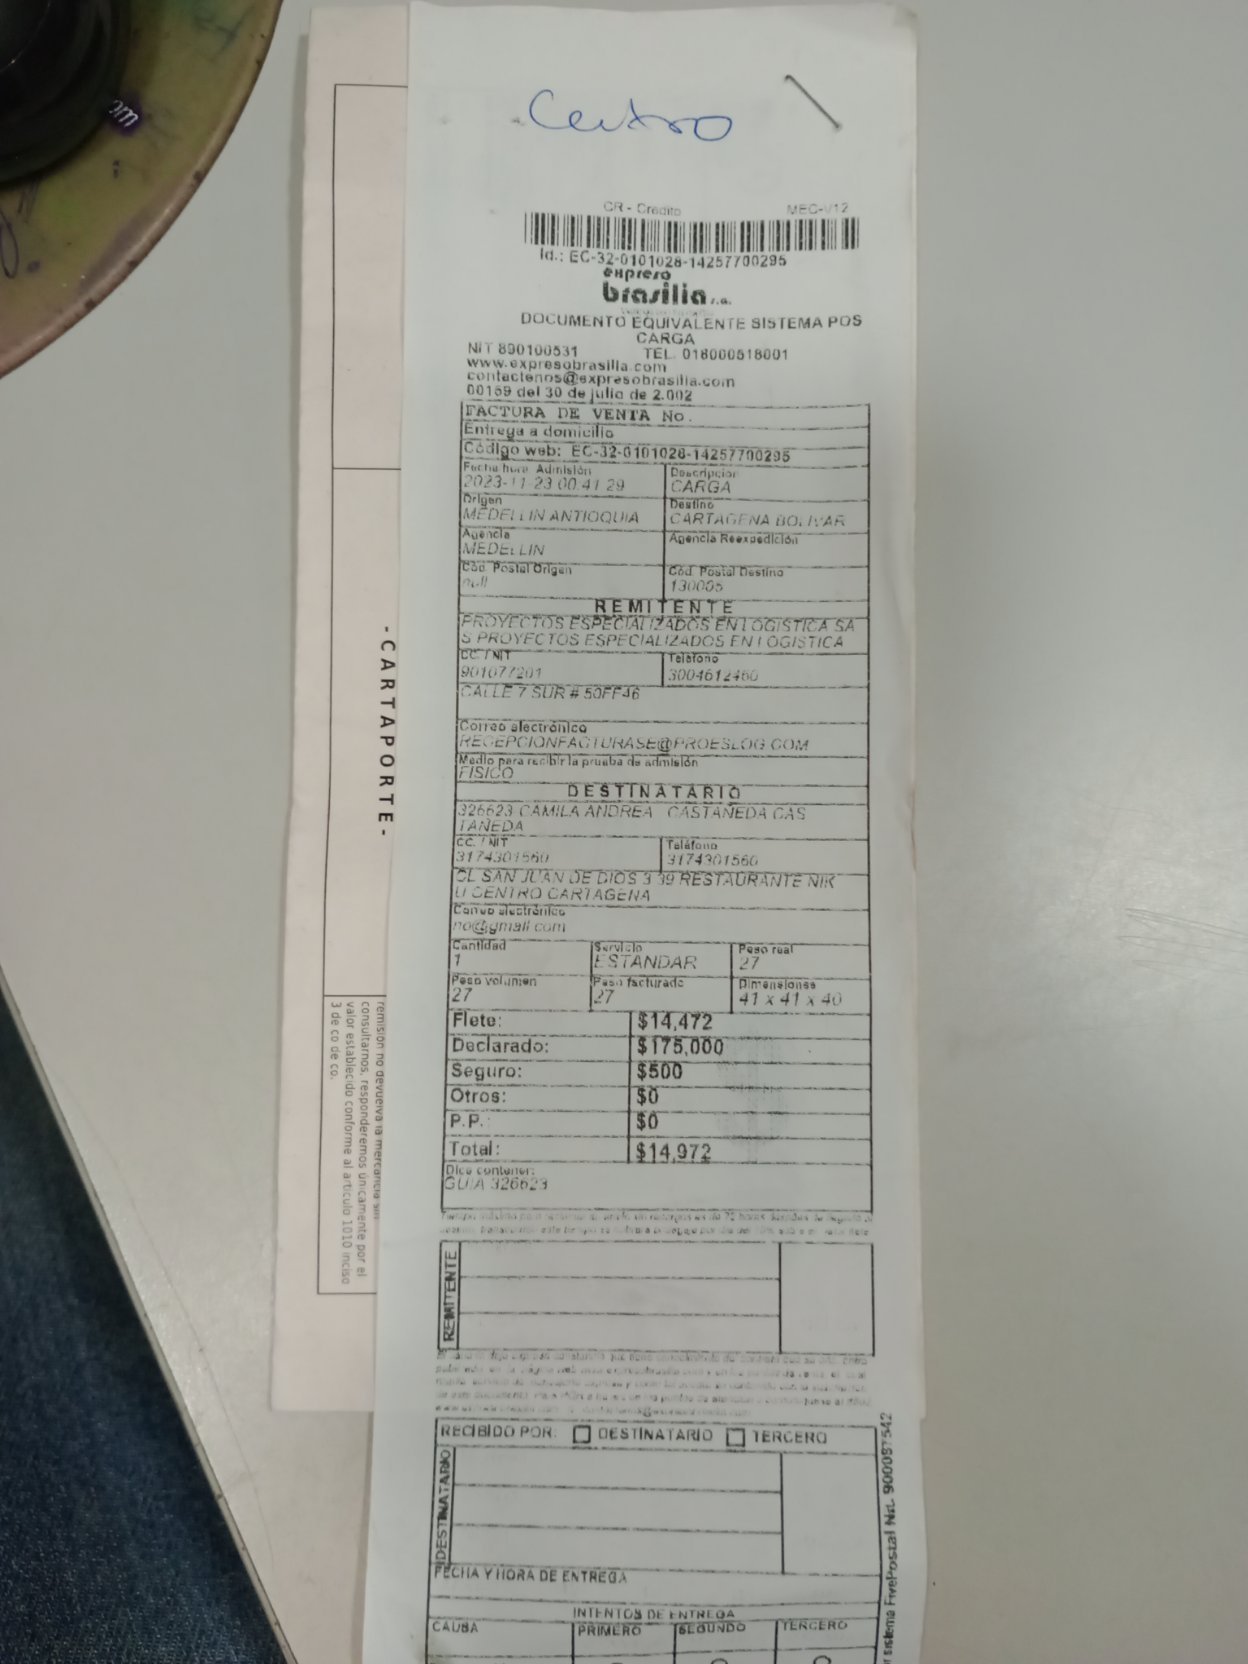 Centro
CR - Credito MEC-V12
Id.: EC-32-0101028-14257700295
expreso
brasilia s.a.
DOCUMENTO EQUIVALENTE SISTEMA POS
CARGA
NIT 890100531 TEL. 018000518001
www.expresobrasilia.com
contactenos@expresobrasilia.com
00159 del 30 de julio de 2.002
FACTURA DE VENTA No.
Entrega a domicilio
Código web: EC-32-0101028-14257700295
Fecha hora Admisión Descripcion
2023-11-23 00:41:29 CARGA
Origen Destino
MEDELLIN ANTIOQUIA CARTAGENA BOLIVAR
Agencia Agencia Reexpedición
MEDELLIN
Cód. Postal Origen Cód. Postal Destino
null 130005
REMITENTE
PROYECTOS ESPECIALIZADOS EN LOGISTICA SA
S PROYECTOS ESPECIALIZADOS EN LOGISTICA
CC. / NIT Teléfono
901077201 3004612460
CALLE 7 SUR # 50FF46
Correo electrónico
RECEPCIONFACTURASE@PROESLOG.COM
Medio para recibir la prueba de admisión
FISICO
DESTINATARIO
326623 CAMILA ANDREA CASTAÑEDA CAS
TAÑEDA
CC. / NIT Teléfono
3174301560 3174301560
CL SAN JUAN DE DIOS 3 39 RESTAURANTE NIK
U CENTRO CARTAGENA
Correo electrónico
no@gmail.com
Cantidad Servicio Peso real
1 ESTANDAR 27
Peso volumen Peso facturado Dimensiones
27 27 41 x 41 x 40
Flete: $14,472
Declarado: $175,000
Seguro: $500
Otros: $0
P.P.: $0
Total: $14,972
Dice contener:
GUIA 326623
REMITENTE
RECIBIDO POR: DESTINATARIO TERCERO
DESTINATARIO
FECHA Y HORA DE ENTREGA
INTENTOS DE ENTREGA
CAUSA PRIMERO SEGUNDO TERCERO
sistema FivePostal Nit. 900087542
-CARTAPORTE-
remisión no devuelva la mercancía sin
consultarnos, responderemos únicamente por el
valor establecido conforme al artículo 1010 inciso
3 de co de co.
om